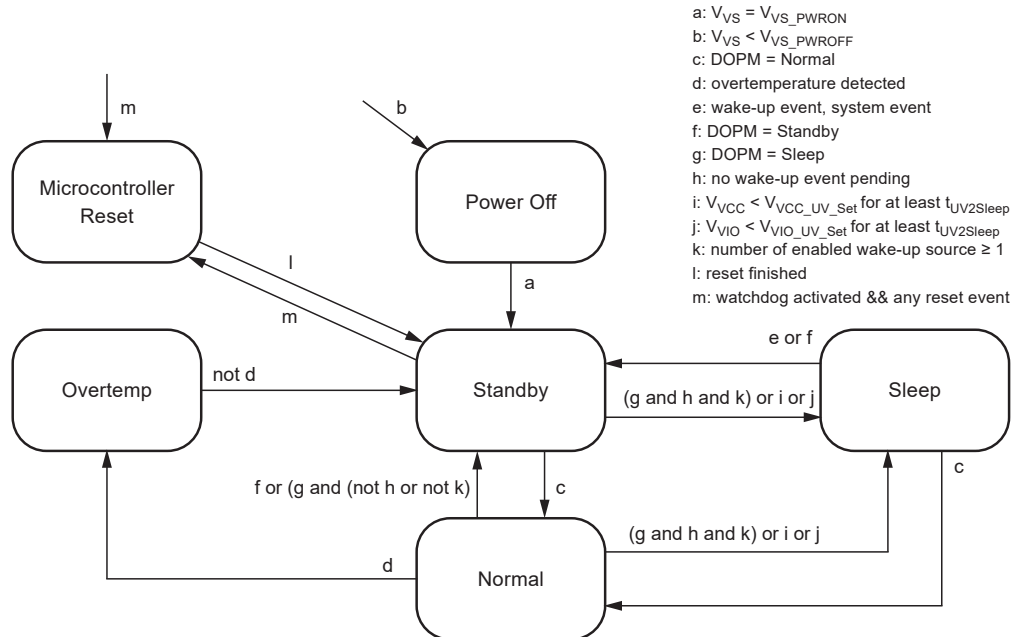 a: V_VS = V_VS_PWRON
b: V_VS < V_VS_PWROFF
c: DOPM = Normal
d: overtemperature detected
e: wake-up event, system event
f: DOPM = Standby
g: DOPM = Sleep
h: no wake-up event pending
i: V_VCC < V_VCC_UV_Set for at least t_UV2Sleep
j: V_VIO < V_VIO_UV_Set for at least t_UV2Sleep
k: number of enabled wake-up source ≥ 1
l: reset finished
m: watchdog activated && any reset event
m
b
Microcontroller
Reset
Power Off
l
m
a
Overtemp
not d
Standby
e or f
(g and h and k) or i or j
Sleep
f or (g and (not h or not k)
c
c
d
Normal
(g and h and k) or i or j